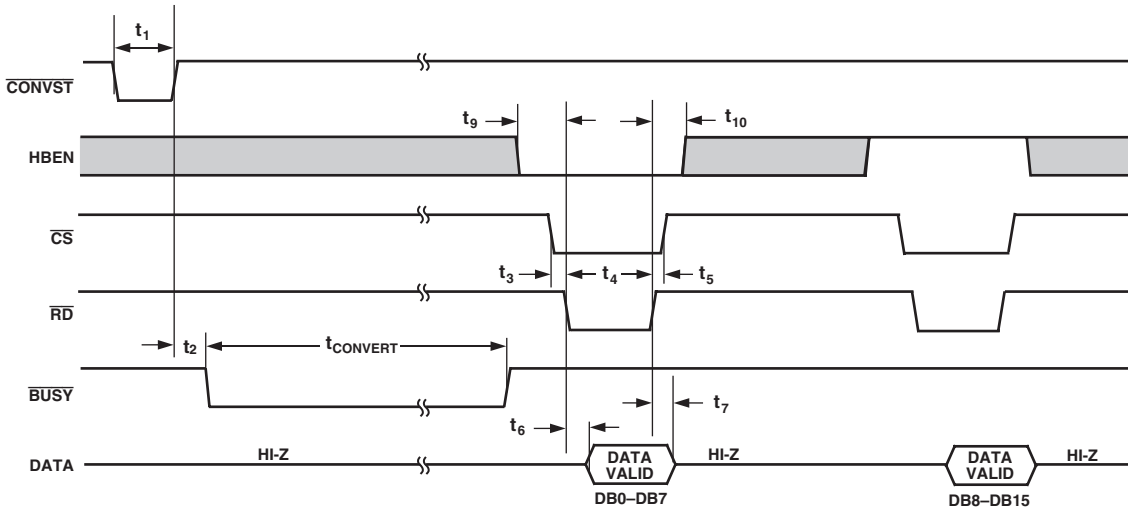 t1
CONVST
t9
t10
HBEN
CS
t3
t4
t5
RD
t2
tCONVERT
BUSY
t6
t7
HI-Z
DATA VALID
HI-Z
DATA VALID
HI-Z
DATA
DB0–DB7
DB8–DB15